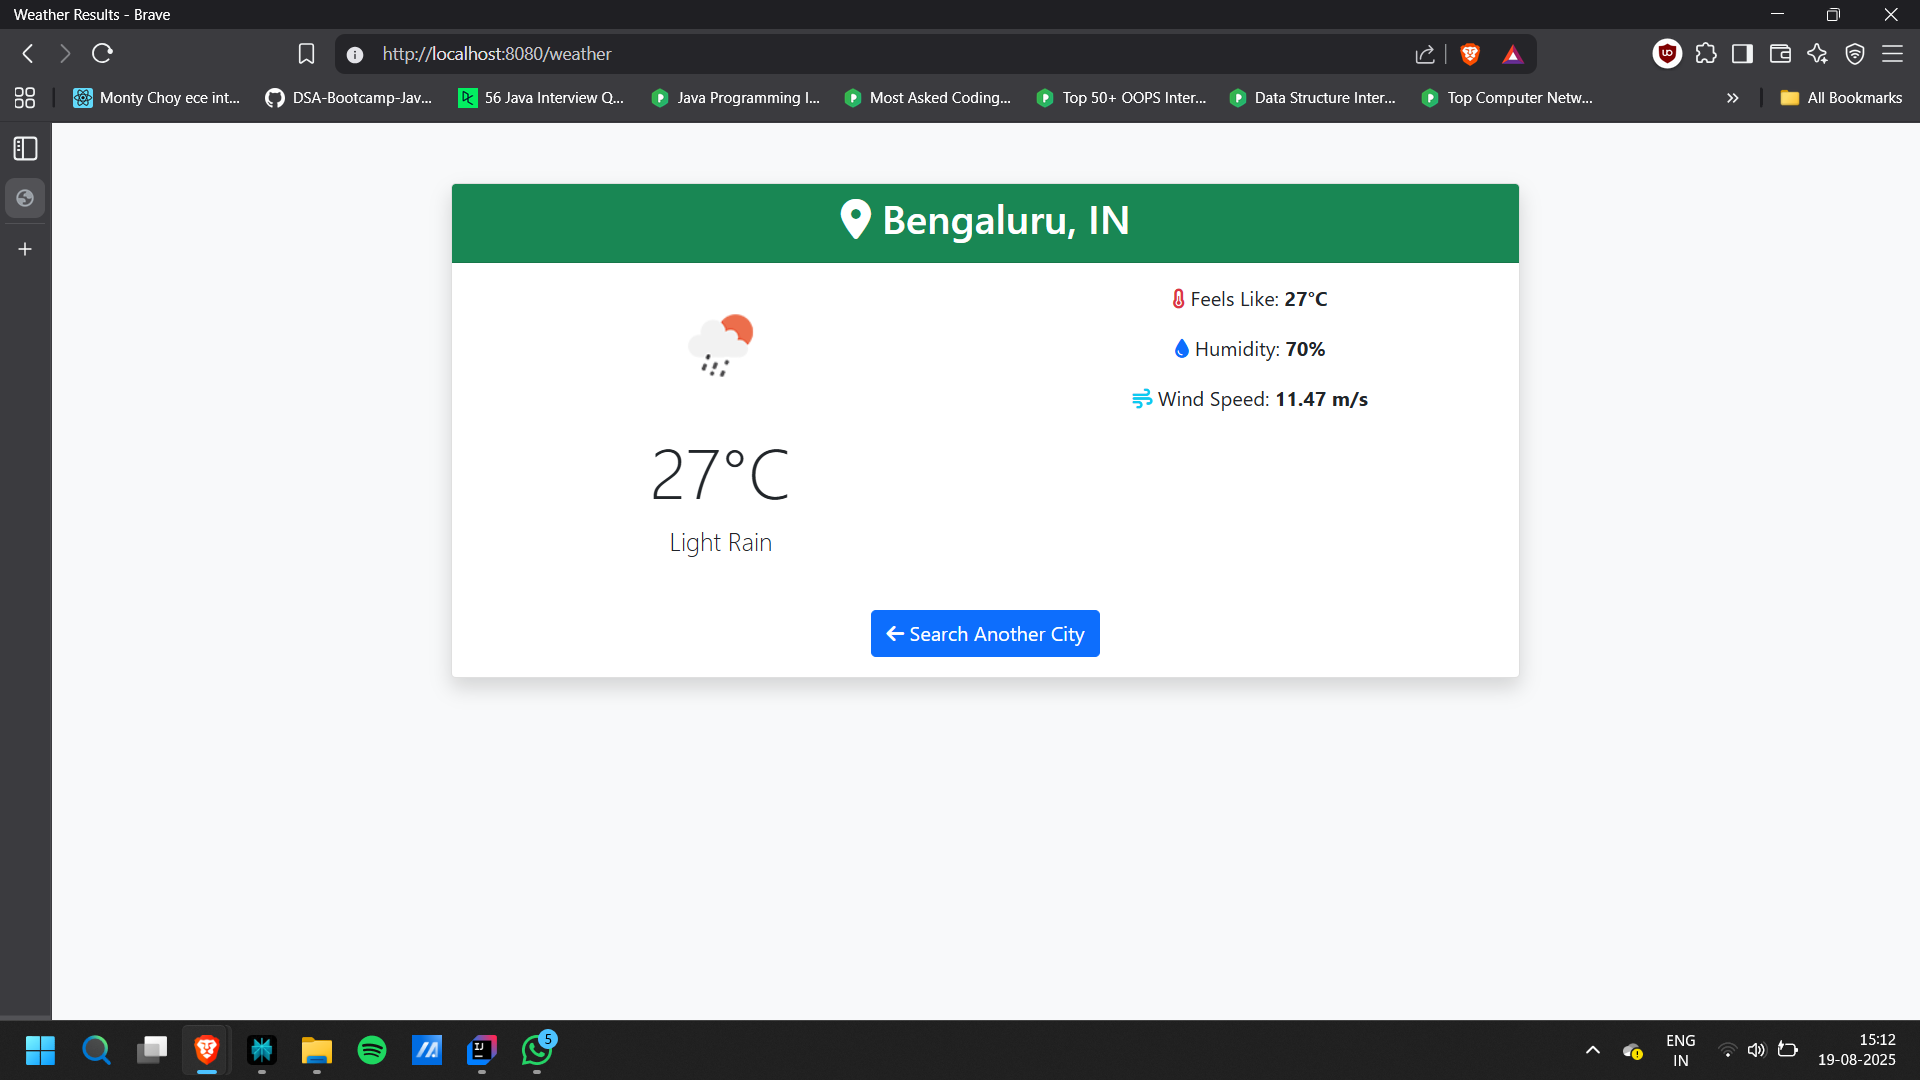 Weather Results - Brave
http://localhost:8080/weather
Monty Choy ece int...
DSA-Bootcamp-Jav...
DC
56 Java Interview Q...
Java Programming I...
Most Asked Coding...
Top 50+ OOPS Inter...
Data Structure Inter...
Top Computer Netw...
All Bookmarks
Bengaluru, IN
Feels Like: 27°C
Humidity: 70%
Wind Speed: 11.47 m/s
27°C
Light Rain
Search Another City
IJ
5
ENG
IN
15:12
19-08-2025